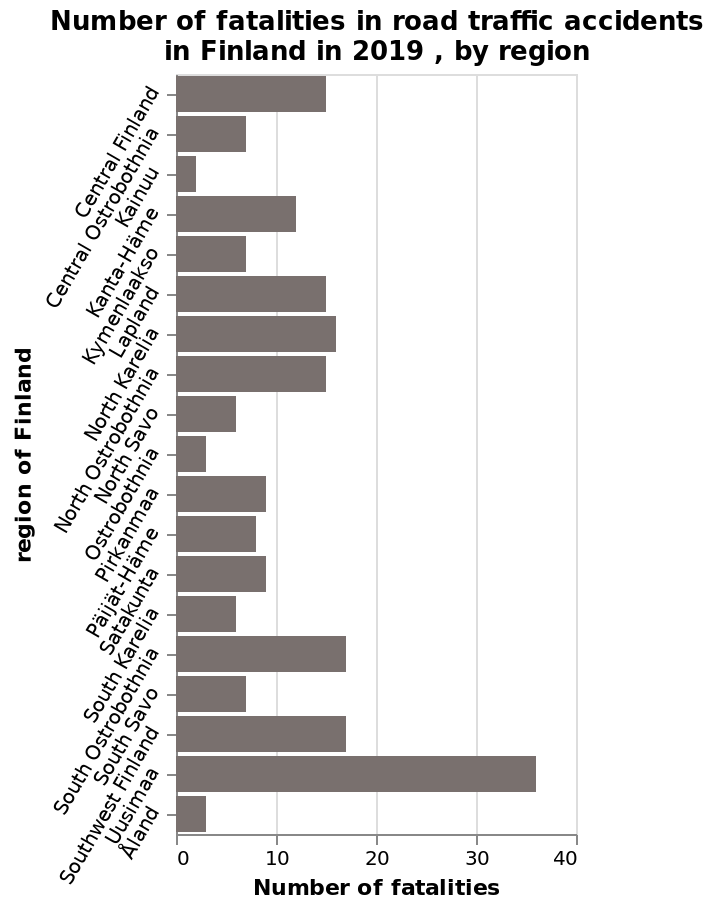 Number of fatalities in road traffic accidents
in Finland in 2019 , by region
region of Finland
Central Finland
Central Ostrobothnia
Kainuu
Kanta-Häme
Kymenlaakso
Lapland
North Karelia
North Ostrobothnia
North Savo
Ostrobothnia
Pirkanmaa
Päijät-Häme
Satakunta
South Karelia
South Ostrobothnia
South Savo
Southwest Finland
Uusimaa
Åland
0 10 20 30 40
Number of fatalities